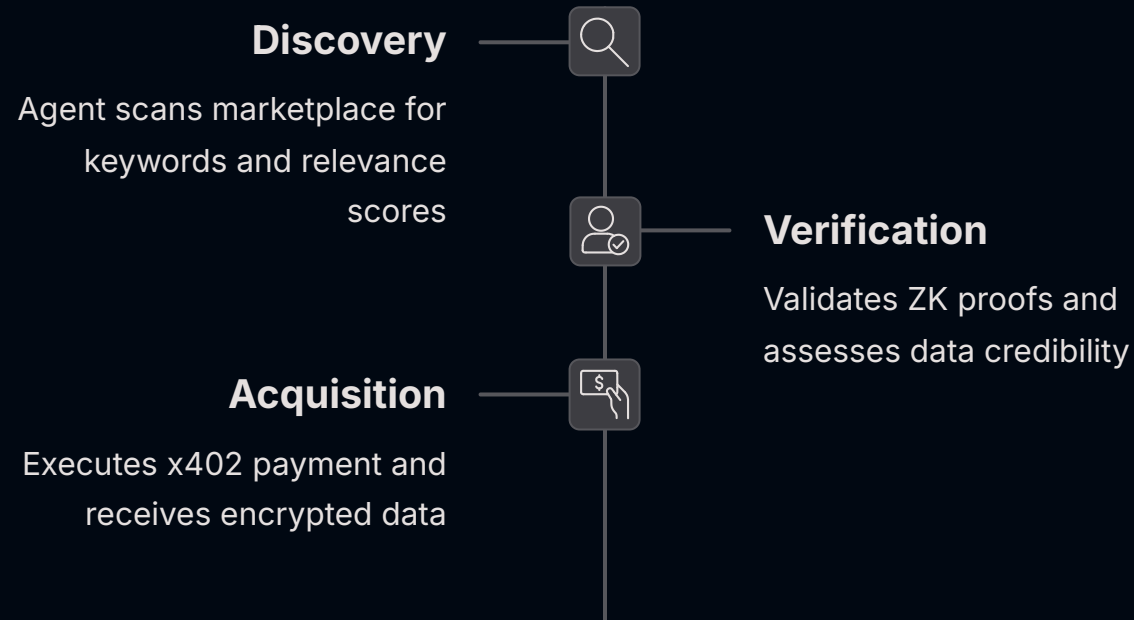 Discovery
Agent scans marketplace for
keywords and relevance
scores
Verification
Validates ZK proofs and
assesses data credibility
$
Acquisition
Executes x402 payment and
receives encrypted data